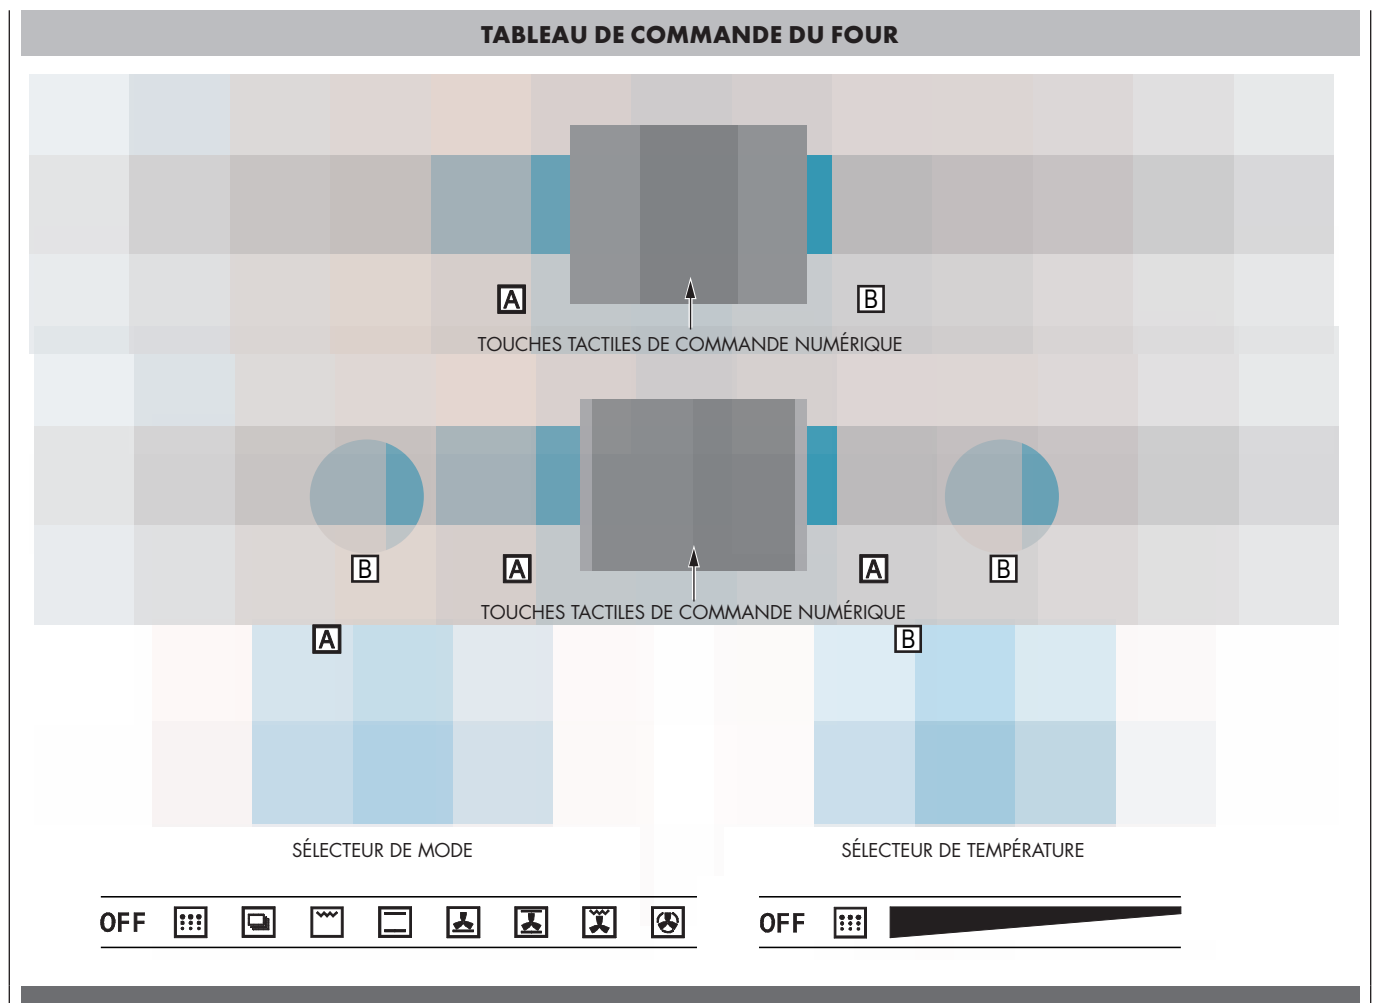 TABLEAU DE COMMANDE DU FOUR
A B
TOUCHES TACTILES DE COMMANDE NUMÉRIQUE
B A A B
TOUCHES TACTILES DE COMMANDE NUMÉRIQUE
A B
SÉLECTEUR DE MODE SÉLECTEUR DE TEMPÉRATURE
OFF OFF